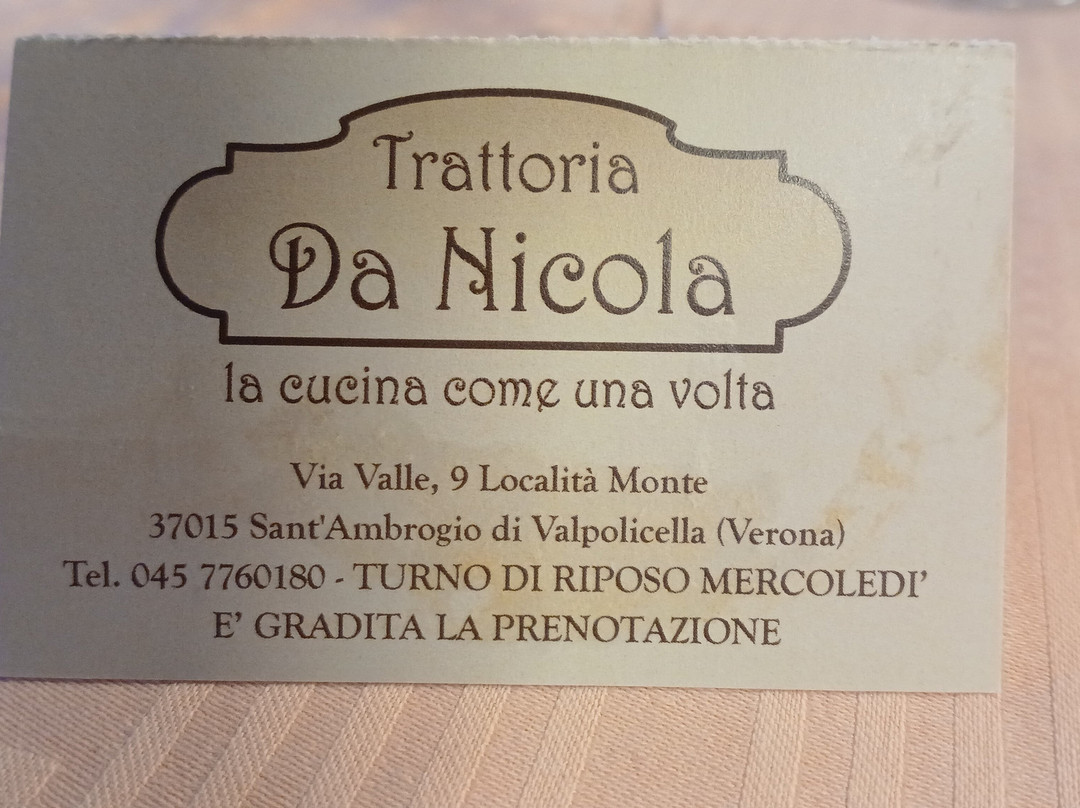 Trattoria
Da Nicola
la cucina come una volta
Via Valle, 9 Località Monte
37015 Sant'Ambrogio di Valpolicella (Verona)
Tel. 045 7760180 - TURNO DI RIPOSO MERCOLEDI’
E’ GRADITA LA PRENOTAZIONE